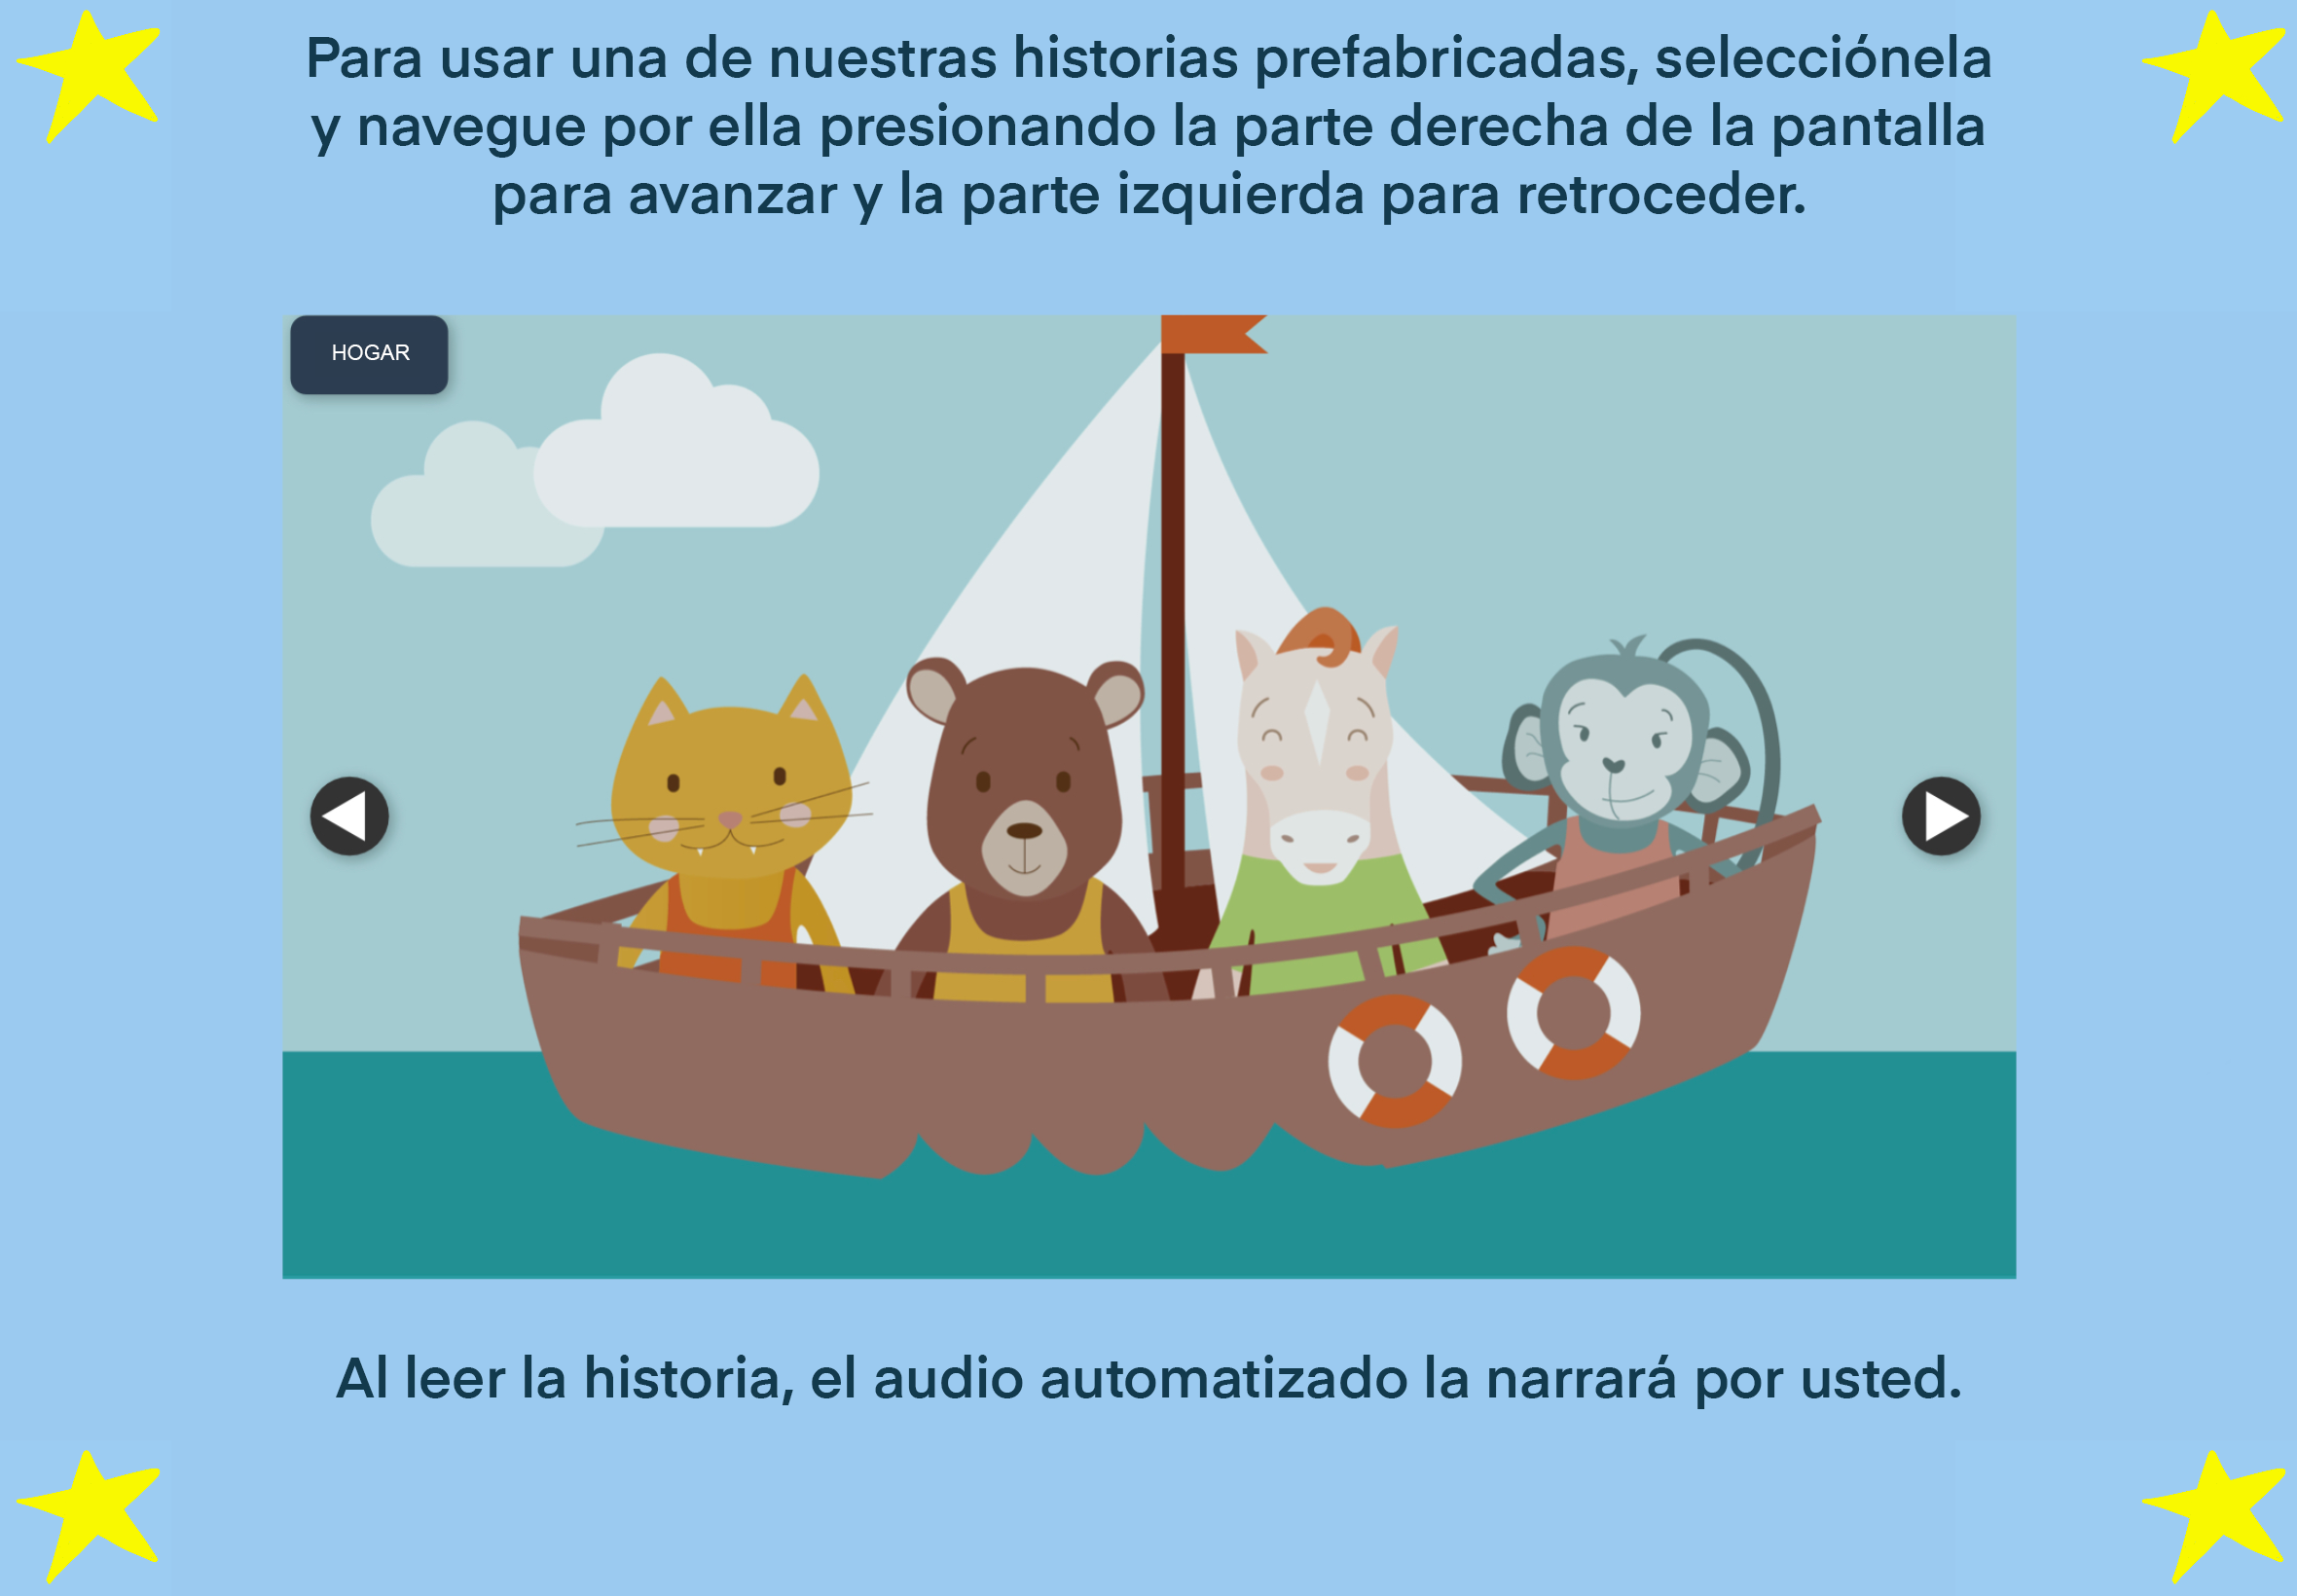 Para usar una de nuestras historias prefabricadas, selecciónela
y navegue por ella presionando la parte derecha de la pantalla
para avanzar y la parte izquierda para retroceder.
HOGAR
Al leer la historia, el audio automatizado la narrará por usted.